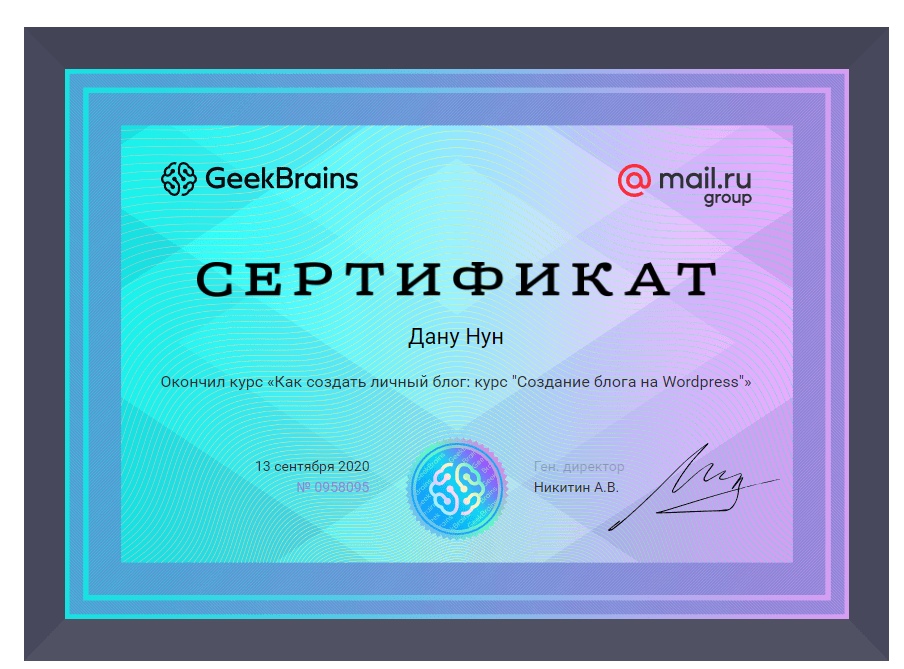 GeekBrains
@mail.ru
group
СЕРТИФИКАТ
Дану Нун
Окончил курс «Как создать личный блог: курс "Создание блога на Wordpress"»
13 сентября 2020
№ 0958095
Ген. директор
Никитин А.В.